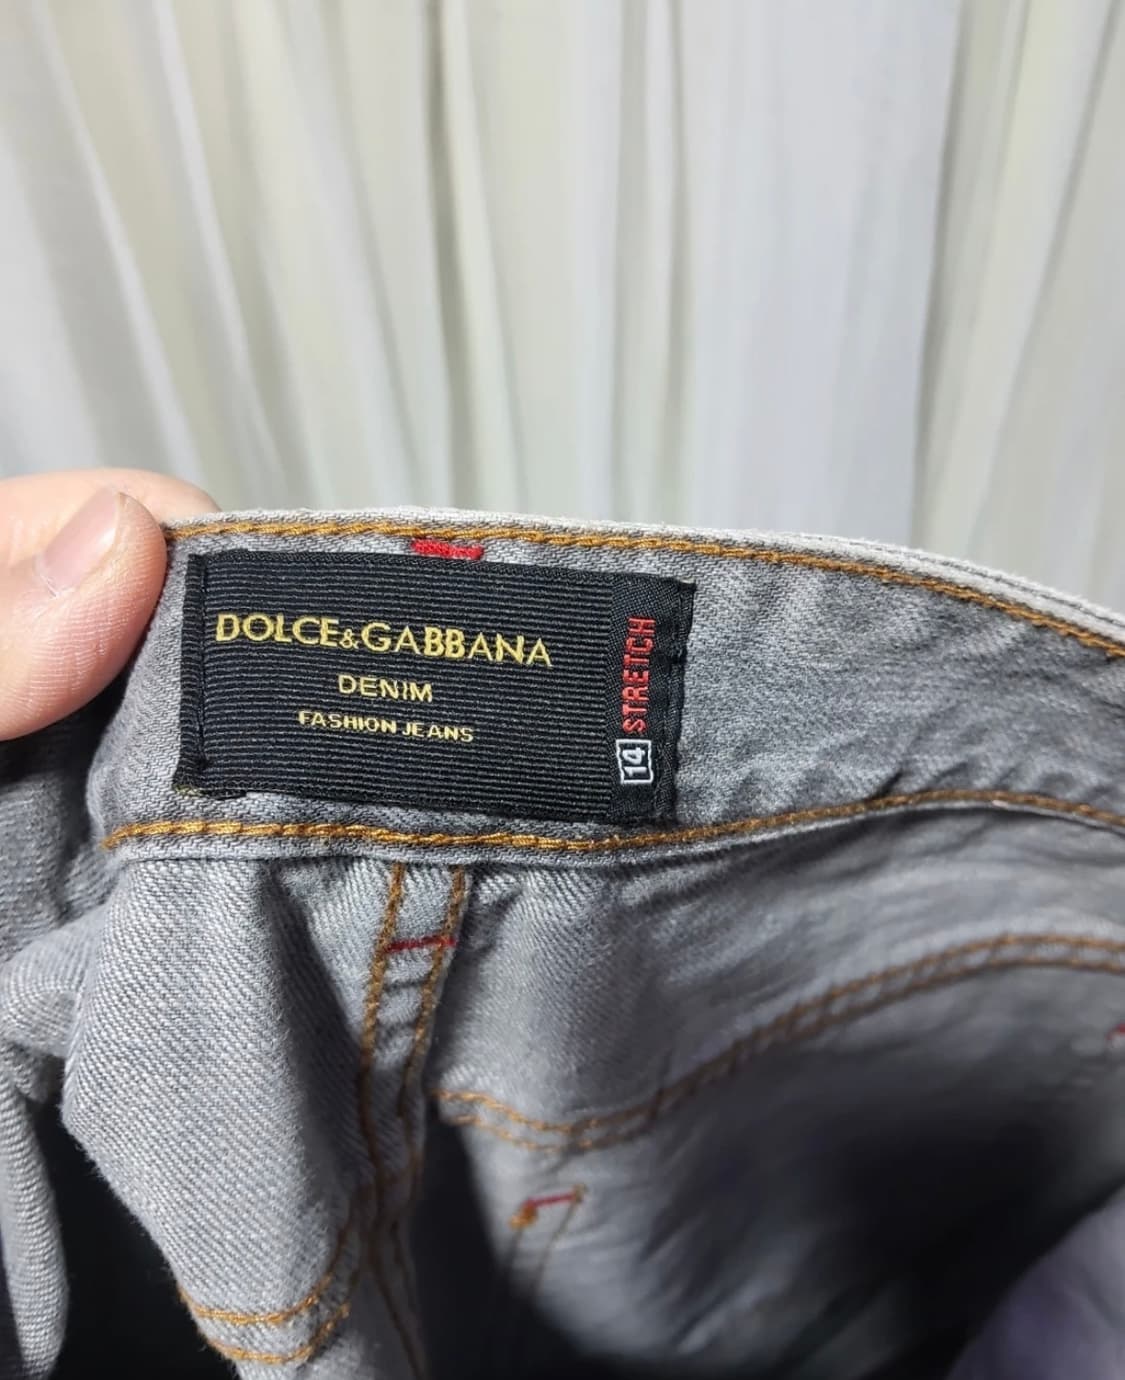 DOLCE&GABBANA
DENIM
FASHION JEANS
14 STRETCH